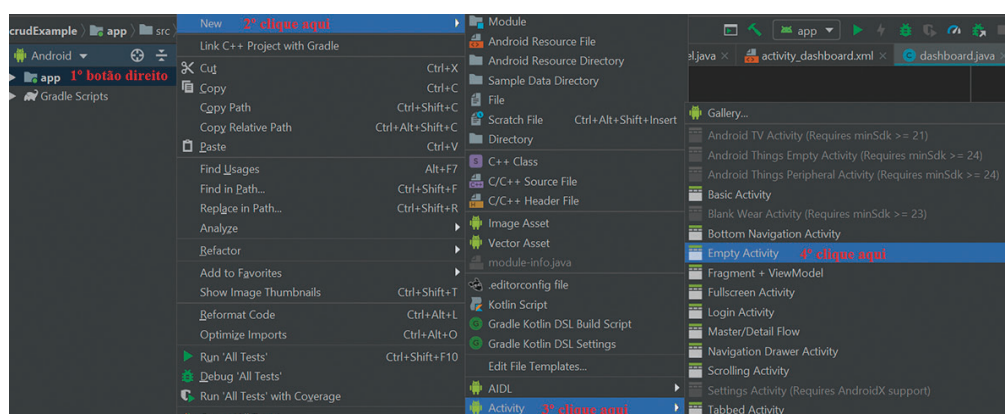 crudExample
app
src
Android
app 1º botão direito
Gradle Scripts
New 2º clique aqui
Link C++ Project with Gradle
Cut Ctrl+X
Copy Ctrl+C
Copy Path Ctrl+Shift+C
Copy Relative Path Ctrl+Alt+Shift+C
Paste Ctrl+V
Find Usages Alt+F7
Find in Path... Ctrl+Shift+F
Replace in Path... Ctrl+Shift+R
Analyze
Refactor
Add to Favorites
Show Image Thumbnails Ctrl+Shift+T
Reformat Code Ctrl+Alt+L
Optimize Imports Ctrl+Alt+O
Run 'All Tests' Ctrl+Shift+F10
Debug 'All Tests'
Run 'All Tests' with Coverage
Module
Android Resource File
Android Resource Directory
Sample Data Directory
File
Scratch File Ctrl+Alt+Shift+Insert
Directory
S C++ Class
C/C++ Source File
C/C++ Header File
Image Asset
Vector Asset
module-info.java
.editorconfig file
Kotlin Script
G Gradle Kotlin DSL Build Script
G Gradle Kotlin DSL Settings
Edit File Templates...
AIDL
Activity 3º clique aqui
app
el.java
activity_dashboard.xml
C dashboard.java
Gallery...
Android TV Activity (Requires minSdk >= 21)
Android Things Empty Activity (Requires minSdk >= 24)
Android Things Peripheral Activity (Requires minSdk >= 24)
Basic Activity
Blank Wear Activity (Requires minSdk >= 23)
Bottom Navigation Activity
Empty Activity 4º clique aqui
Fragment + ViewModel
Fullscreen Activity
Login Activity
Master/Detail Flow
Navigation Drawer Activity
Scrolling Activity
Settings Activity (Requires AndroidX support)
Tabbed Activity